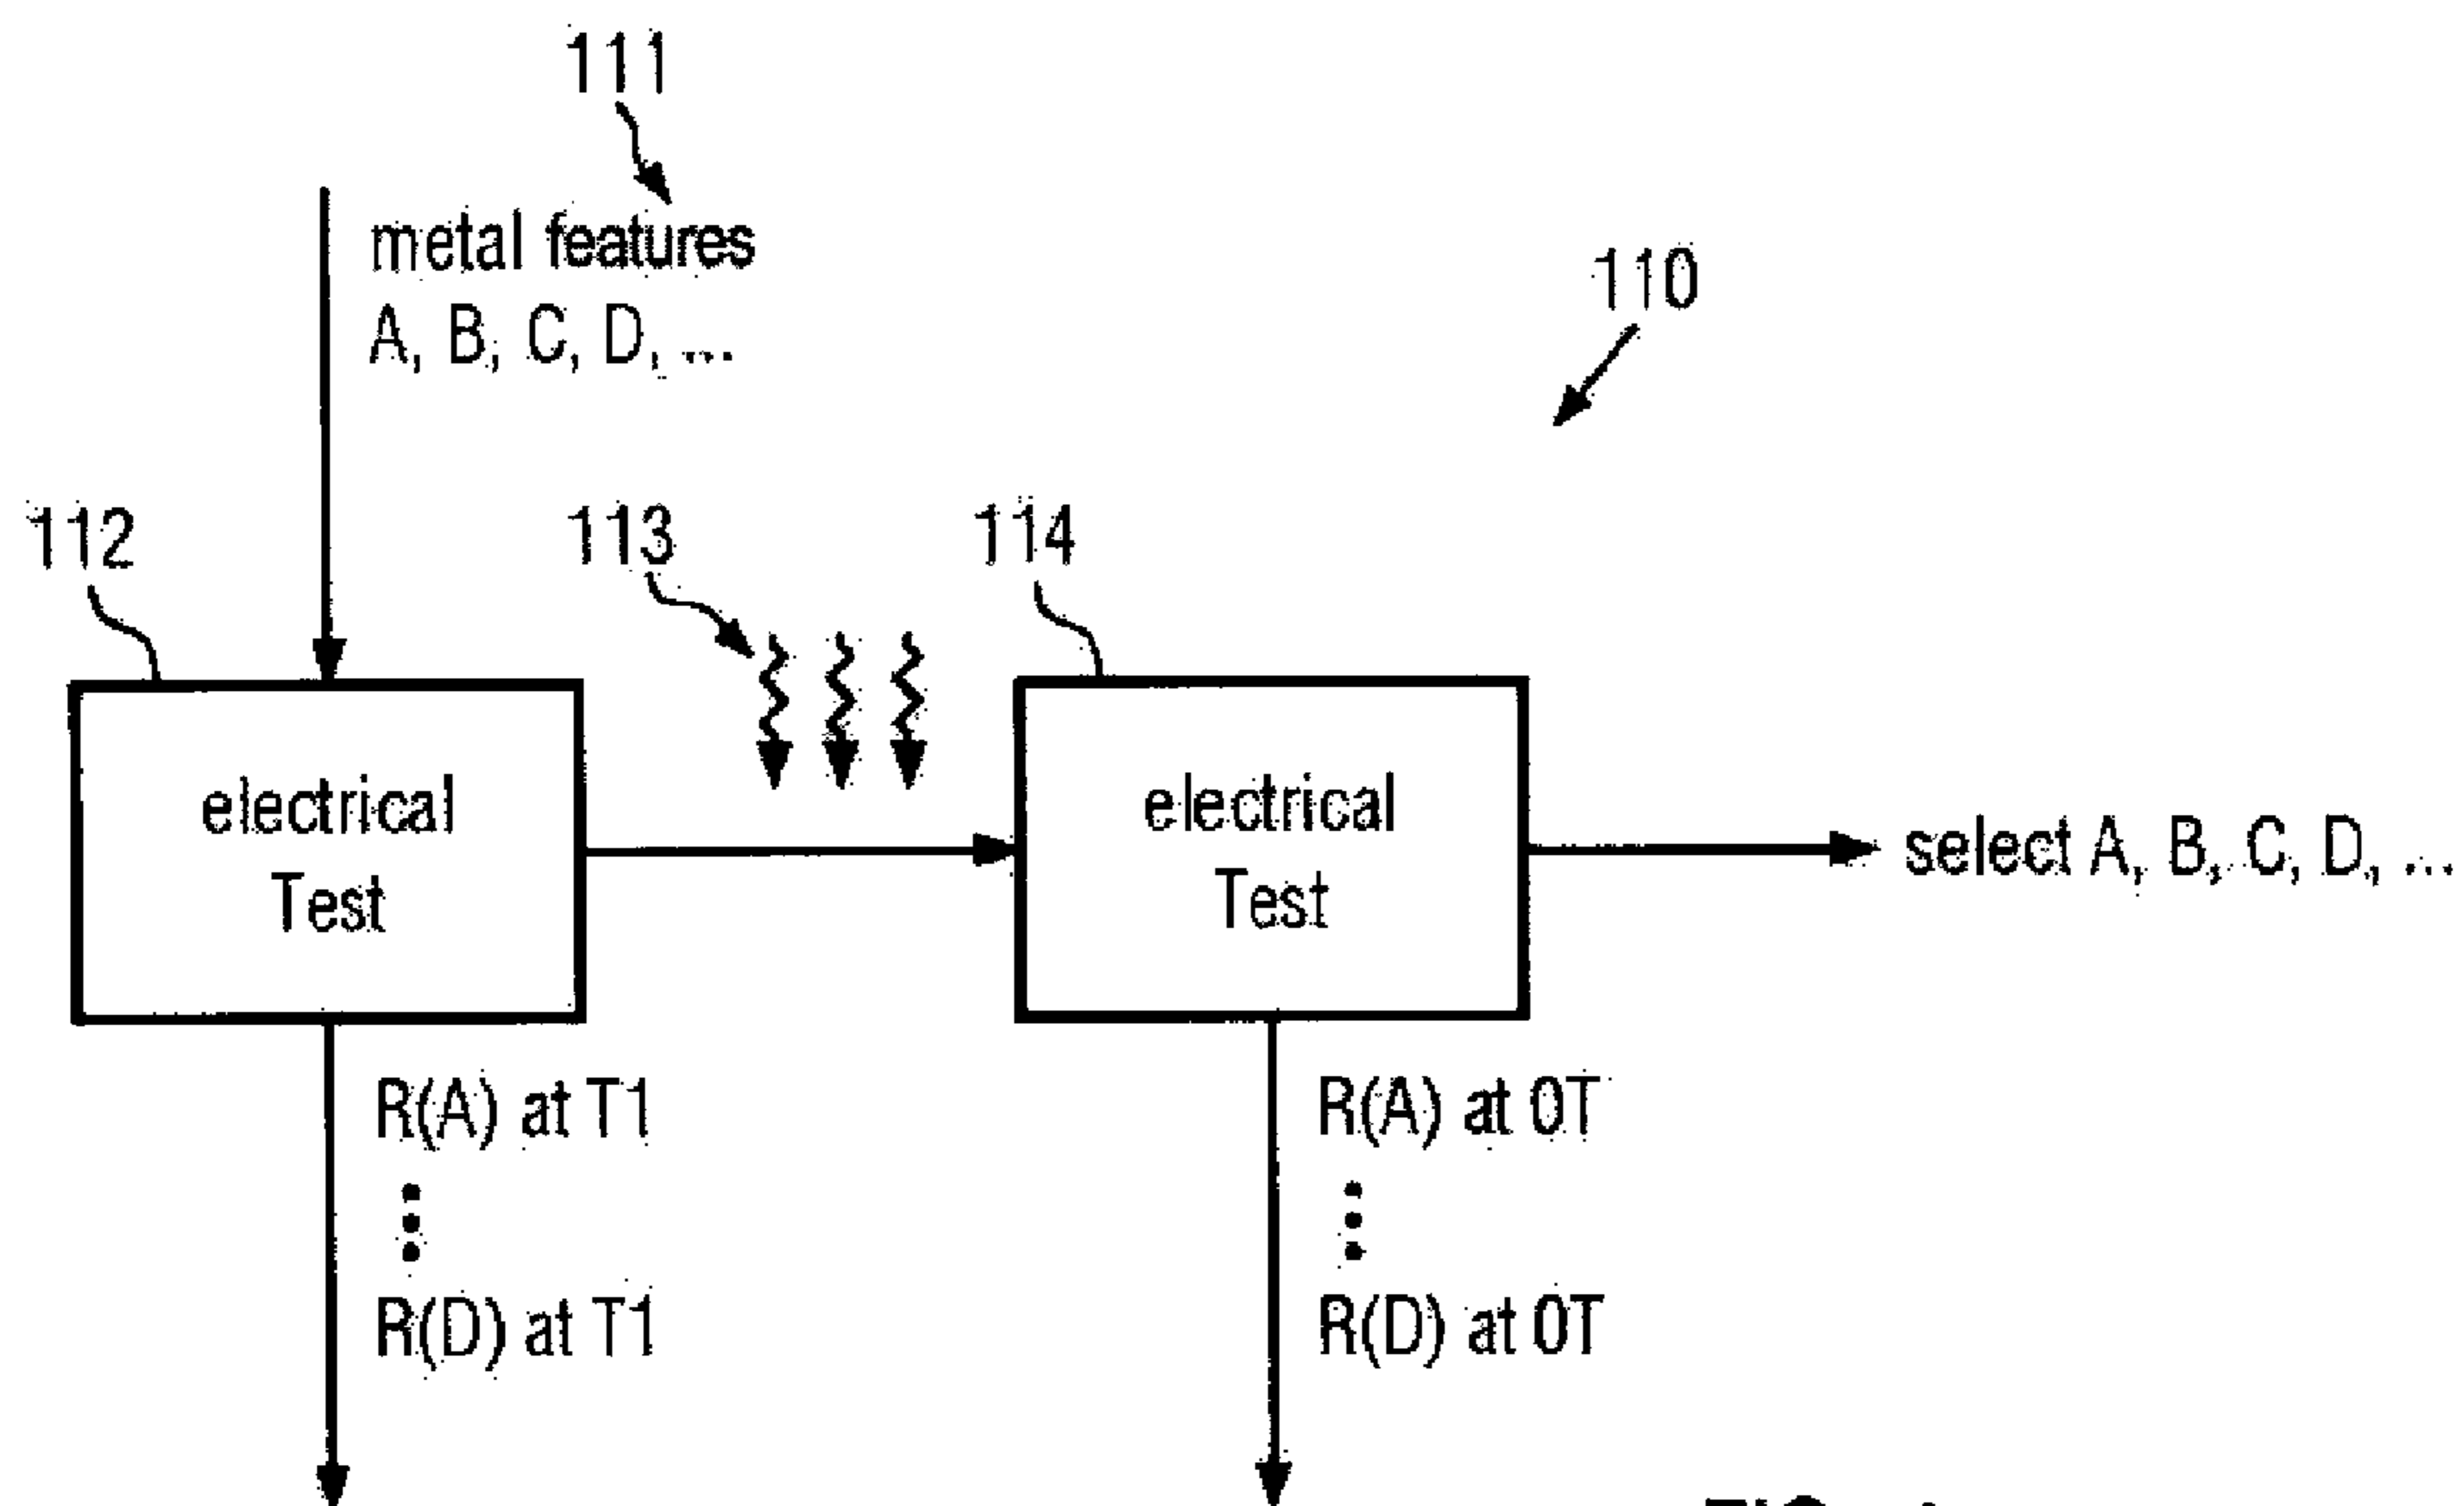 111
metal features
A, B, C, D, ...
110
112
113
114
electrical
Test
electrical
Test
select A, B, C, D, ...
R(A) at T1
R(D) at T1
R(A) at 0T
R(D) at 0T